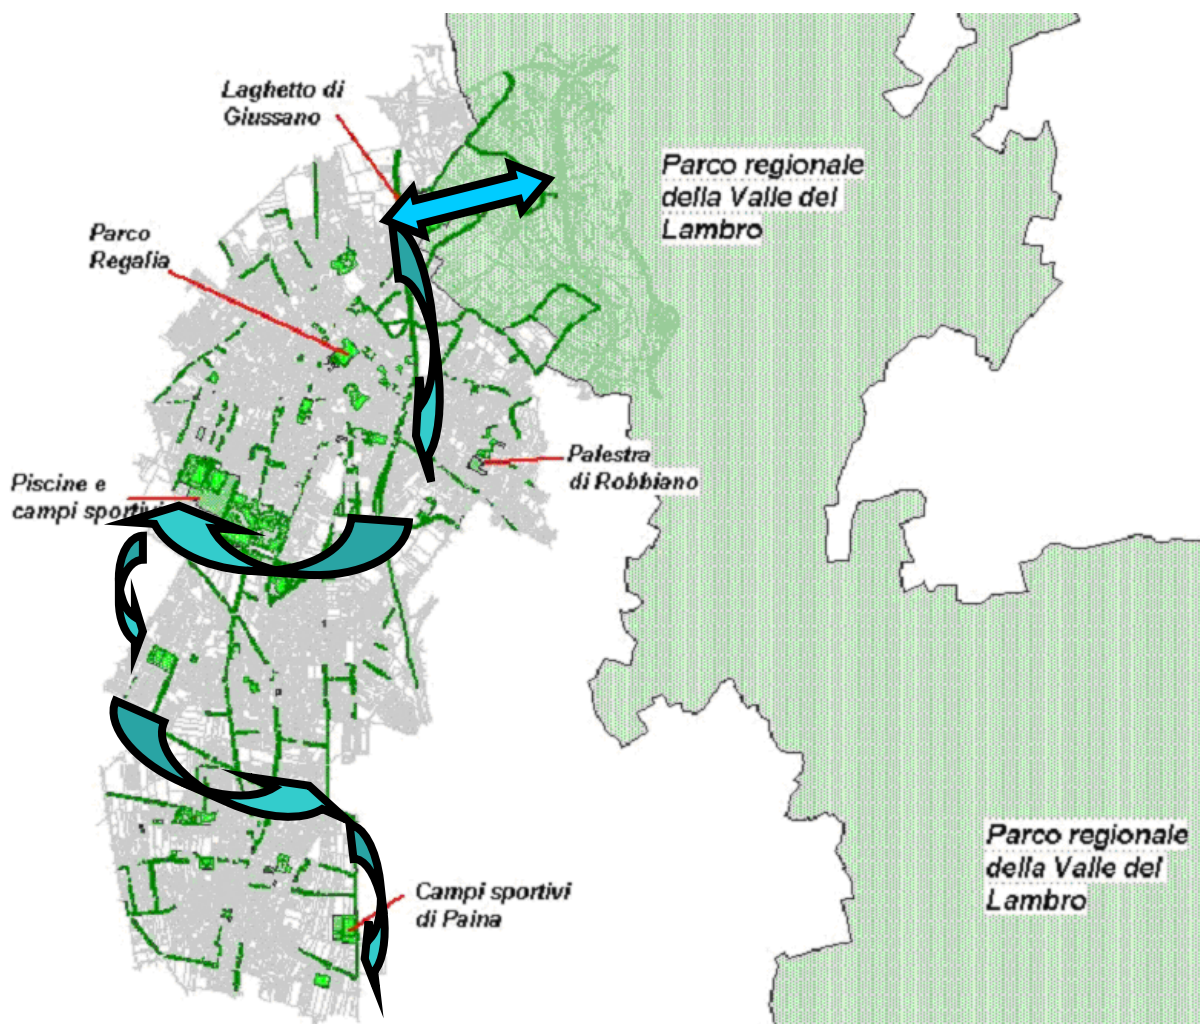 Laghetto di
Giussano
Parco regionale
della Valle del
Lambro
Parco
Regalia
Palestra
di Robbiano
Piscine e
campi sportivi
Parco regionale
della Valle del
Lambro
Campi sportivi
di Paina